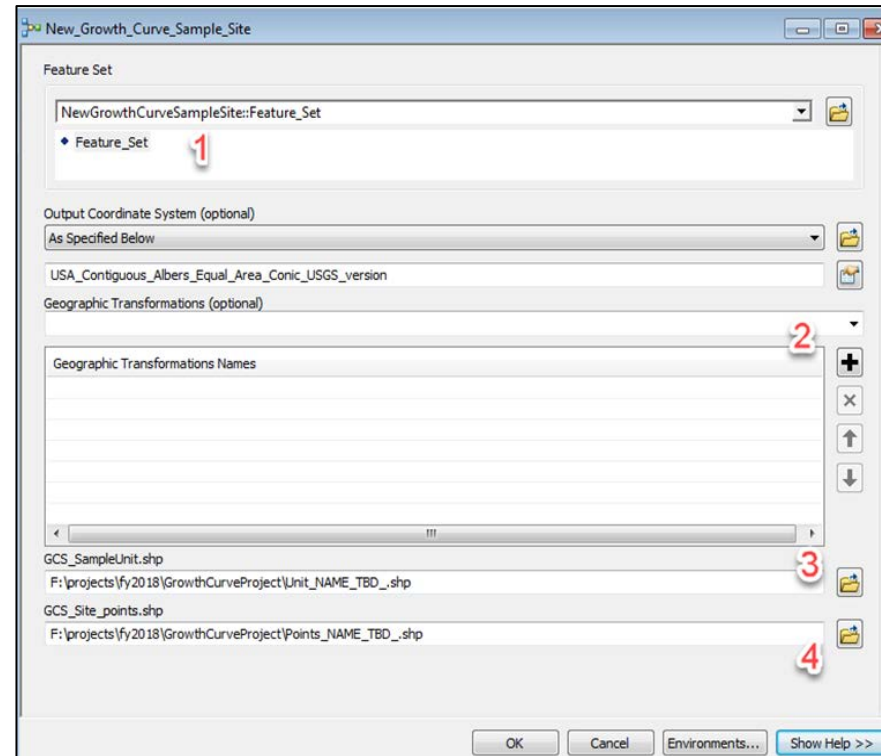 New_Growth_Curve_Sample_Site
Feature Set
NewGrowthCurveSampleSite::Feature_Set
Feature_Set
1
Output Coordinate System (optional)
As Specified Below
USA_Contiguous_Albers_Equal_Area_Conic_USGS_version
Geographic Transformations (optional)
2
Geographic Transformations Names
GCS_SampleUnit.shp
3
F:\projects\fy2018\GrowthCurveProject\Unit_NAME_TBD_.shp
GCS_Site_points.shp
F:\projects\fy2018\GrowthCurveProject\Points_NAME_TBD_.shp
4
OK Cancel Environments... Show Help >>